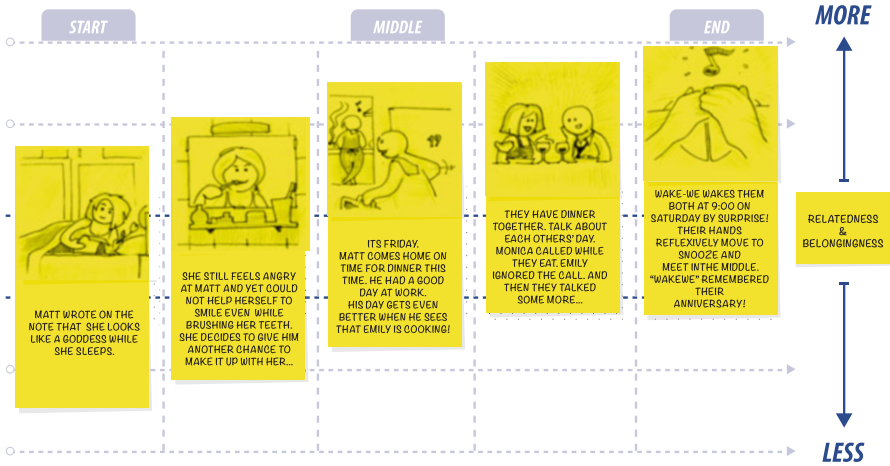 START
MIDDLE
END
MORE
MATT WROTE ON THE
NOTE THAT SHE LOOKS
LIKE A GODDESS WHILE
SHE SLEEPS.
SHE STILL FEELS ANGRY
AT MATT AND YET COULD
NOT HELP HERSELF TO
SMILE EVEN WHILE
BRUSHING HER TEETH.
SHE DECIDES TO GIVE HIM
ANOTHER CHANCE TO
MAKE IT UP WITH HER...
ITS FRIDAY.
MATT COMES HOME ON
TIME FOR DINNER THIS
TIME. HE HAD A GOOD
DAY AT WORK.
HIS DAY GETS EVEN
BETTER WHEN HE SEES
THAT EMILY IS COOKING!
THEY HAVE DINNER
TOGETHER. TALK ABOUT
EACH OTHERS' DAY.
MONICA CALLED WHILE
THEY EAT. EMILY
IGNORED THE CALL. AND
THEN THEY TALKED
SOME MORE...
WAKE-WE WAKES THEM
BOTH AT 9:00 ON
SATURDAY BY SURPRISE!
THEIR HANDS
REFLEXIVELY MOVE TO
SNOOZE AND
MEET INTHE MIDDLE.
"WAKEWE" REMEMBERED
THEIR
ANNIVERSARY!
RELATEDNESS
&
BELONGINGNESS
LESS